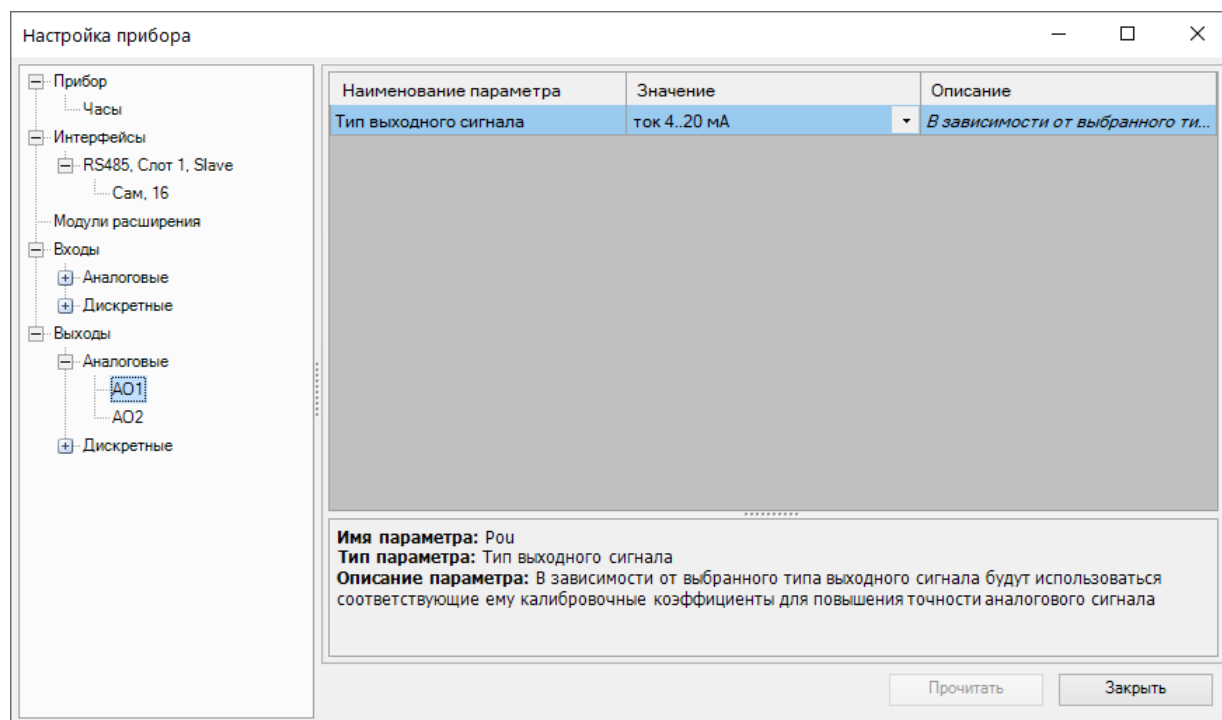 Настройка прибора
Прибор
Часы
Интерфейсы
RS485, Слот 1, Slave
Сам, 16
Модули расширения
Входы
Аналоговые
Дискретные
Выходы
Аналоговые
AO1
AO2
Дискретные
Наименование параметра Значение Описание
Тип выходного сигнала ток 4..20 мА В зависимости от выбранного ти...
Имя параметра: Pou
Тип параметра: Тип выходного сигнала
Описание параметра: В зависимости от выбранного типа выходного сигнала будут использоваться
соответствующие ему калибровочные коэффициенты для повышения точности аналогового сигнала
Прочитать Закрыть